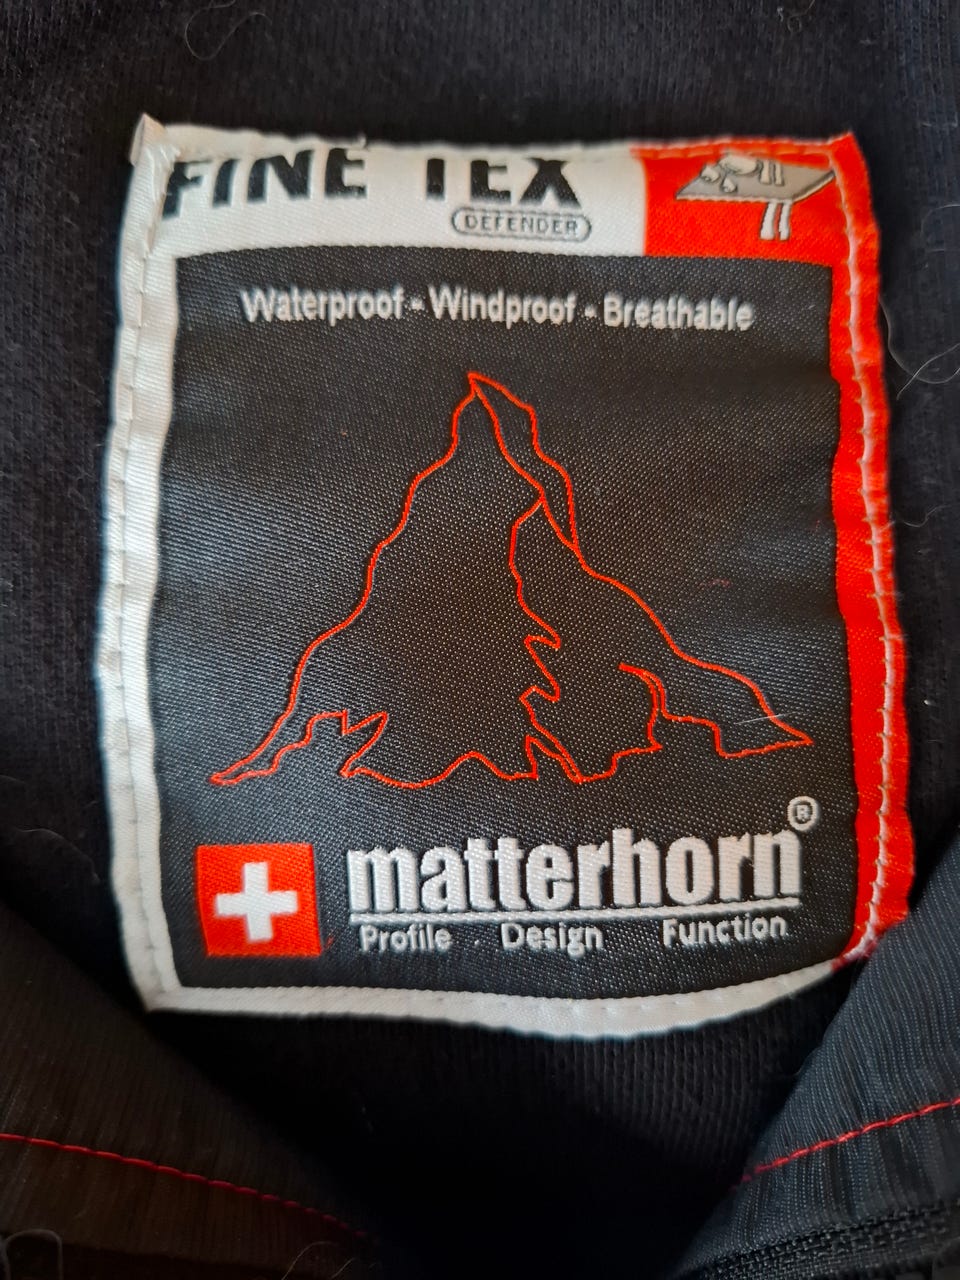 FINE TEX
DEFENDER
Waterproof - Windproof - Breathable
matterhorn®
Profile . Design Function